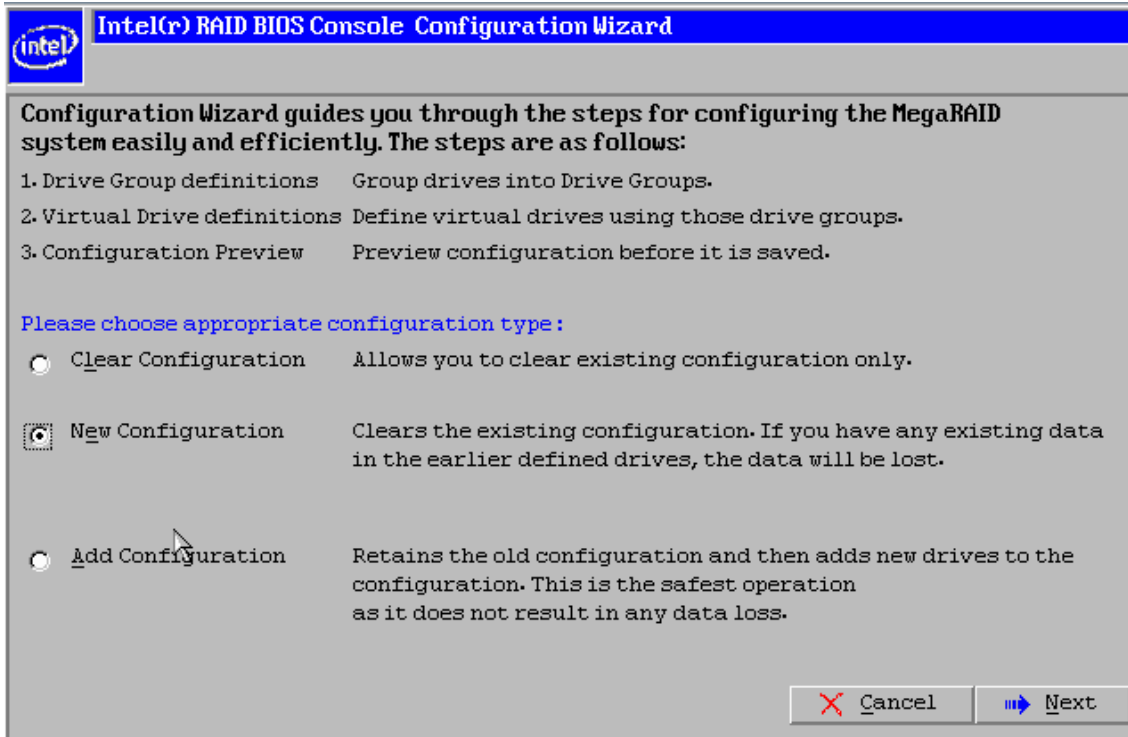 intel
Intel(r) RAID BIOS Console Configuration Wizard
Configuration Wizard guides you through the steps for configuring the MegaRAID
system easily and efficiently. The steps are as follows:
1. Drive Group definitions Group drives into Drive Groups.
2. Virtual Drive definitions Define virtual drives using those drive groups.
3. Configuration Preview Preview configuration before it is saved.
Please choose appropriate configuration type:
Clear Configuration Allows you to clear existing configuration only.
New Configuration Clears the existing configuration. If you have any existing data
in the earlier defined drives, the data will be lost.
Add Configuration Retains the old configuration and then adds new drives to the
configuration. This is the safest operation
as it does not result in any data loss.
Cancel Next